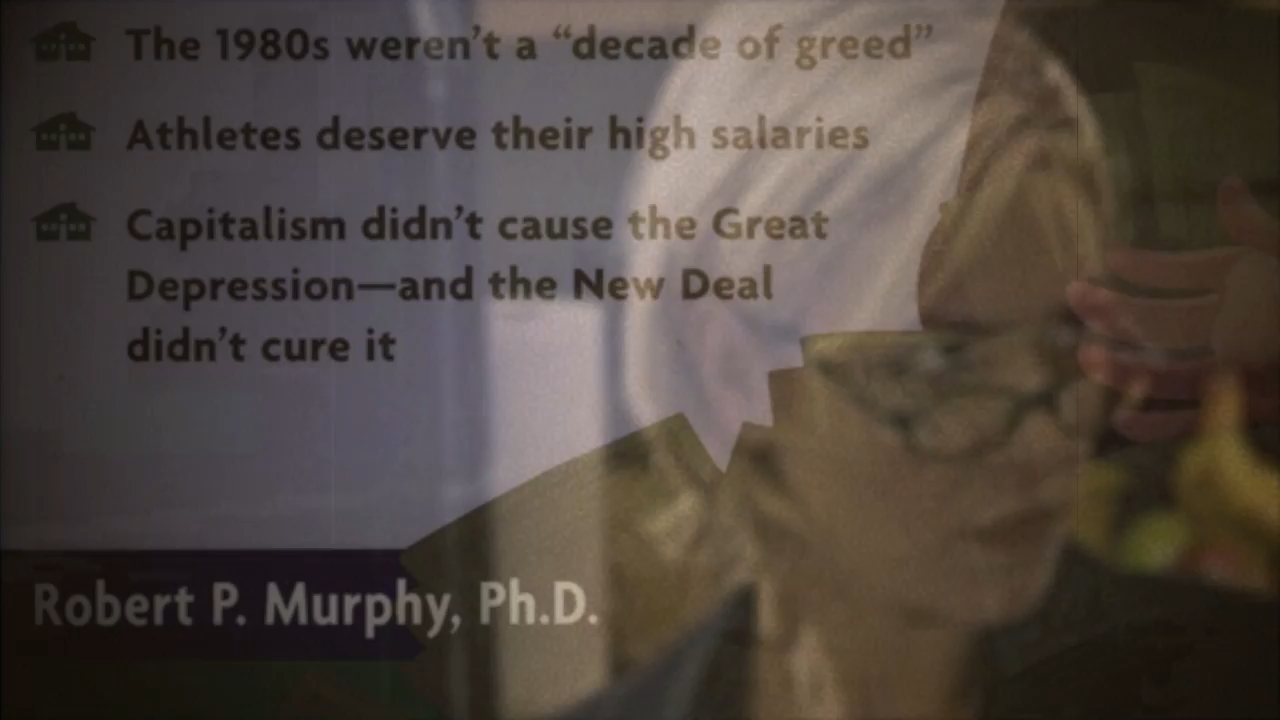 The 1980s weren't a “decade of greed”
Athletes deserve their high salaries
Capitalism didn't cause the Great
Depression—and the New Deal
didn't cure it
Robert P. Murphy, Ph.D.